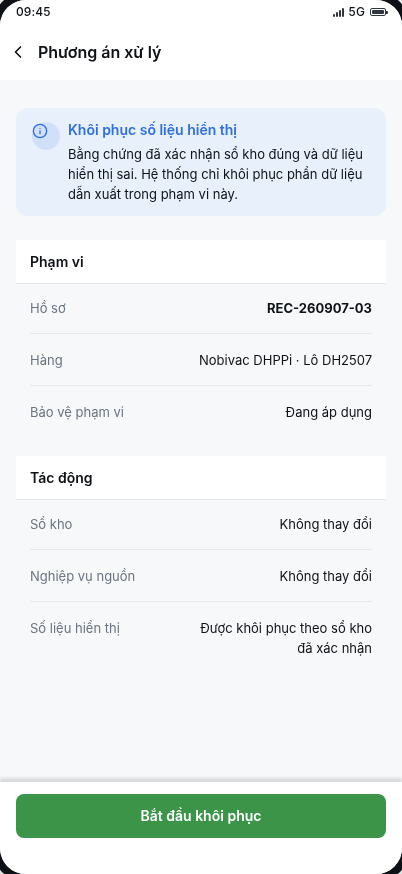 09:45
5G
Phương án xử lý
Khôi phục số liệu hiển thị
Bằng chứng đã xác nhận sổ kho đúng và dữ liệu
hiển thị sai. Hệ thống chỉ khôi phục phần dữ liệu
dẫn xuất trong phạm vi này.
Phạm vi
Hồ sơ
REC-260907-03
Hàng
Nobivac DHPPi · Lô DH2507
Bảo vệ phạm vi
Đang áp dụng
Tác động
Sổ kho
Không thay đổi
Nghiệp vụ nguồn
Không thay đổi
Số liệu hiển thị
Được khôi phục theo sổ kho
đã xác nhận
Bắt đầu khôi phục